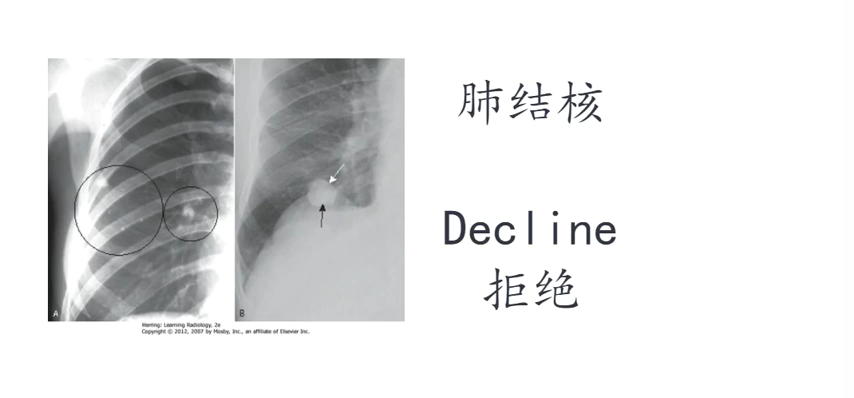 肺结核
Decline
拒绝
A
B
Herring: Learning Radiology, 2e
Copyright © 2012, 2007 by Mosby, Inc., an affiliate of Elsevier Inc.